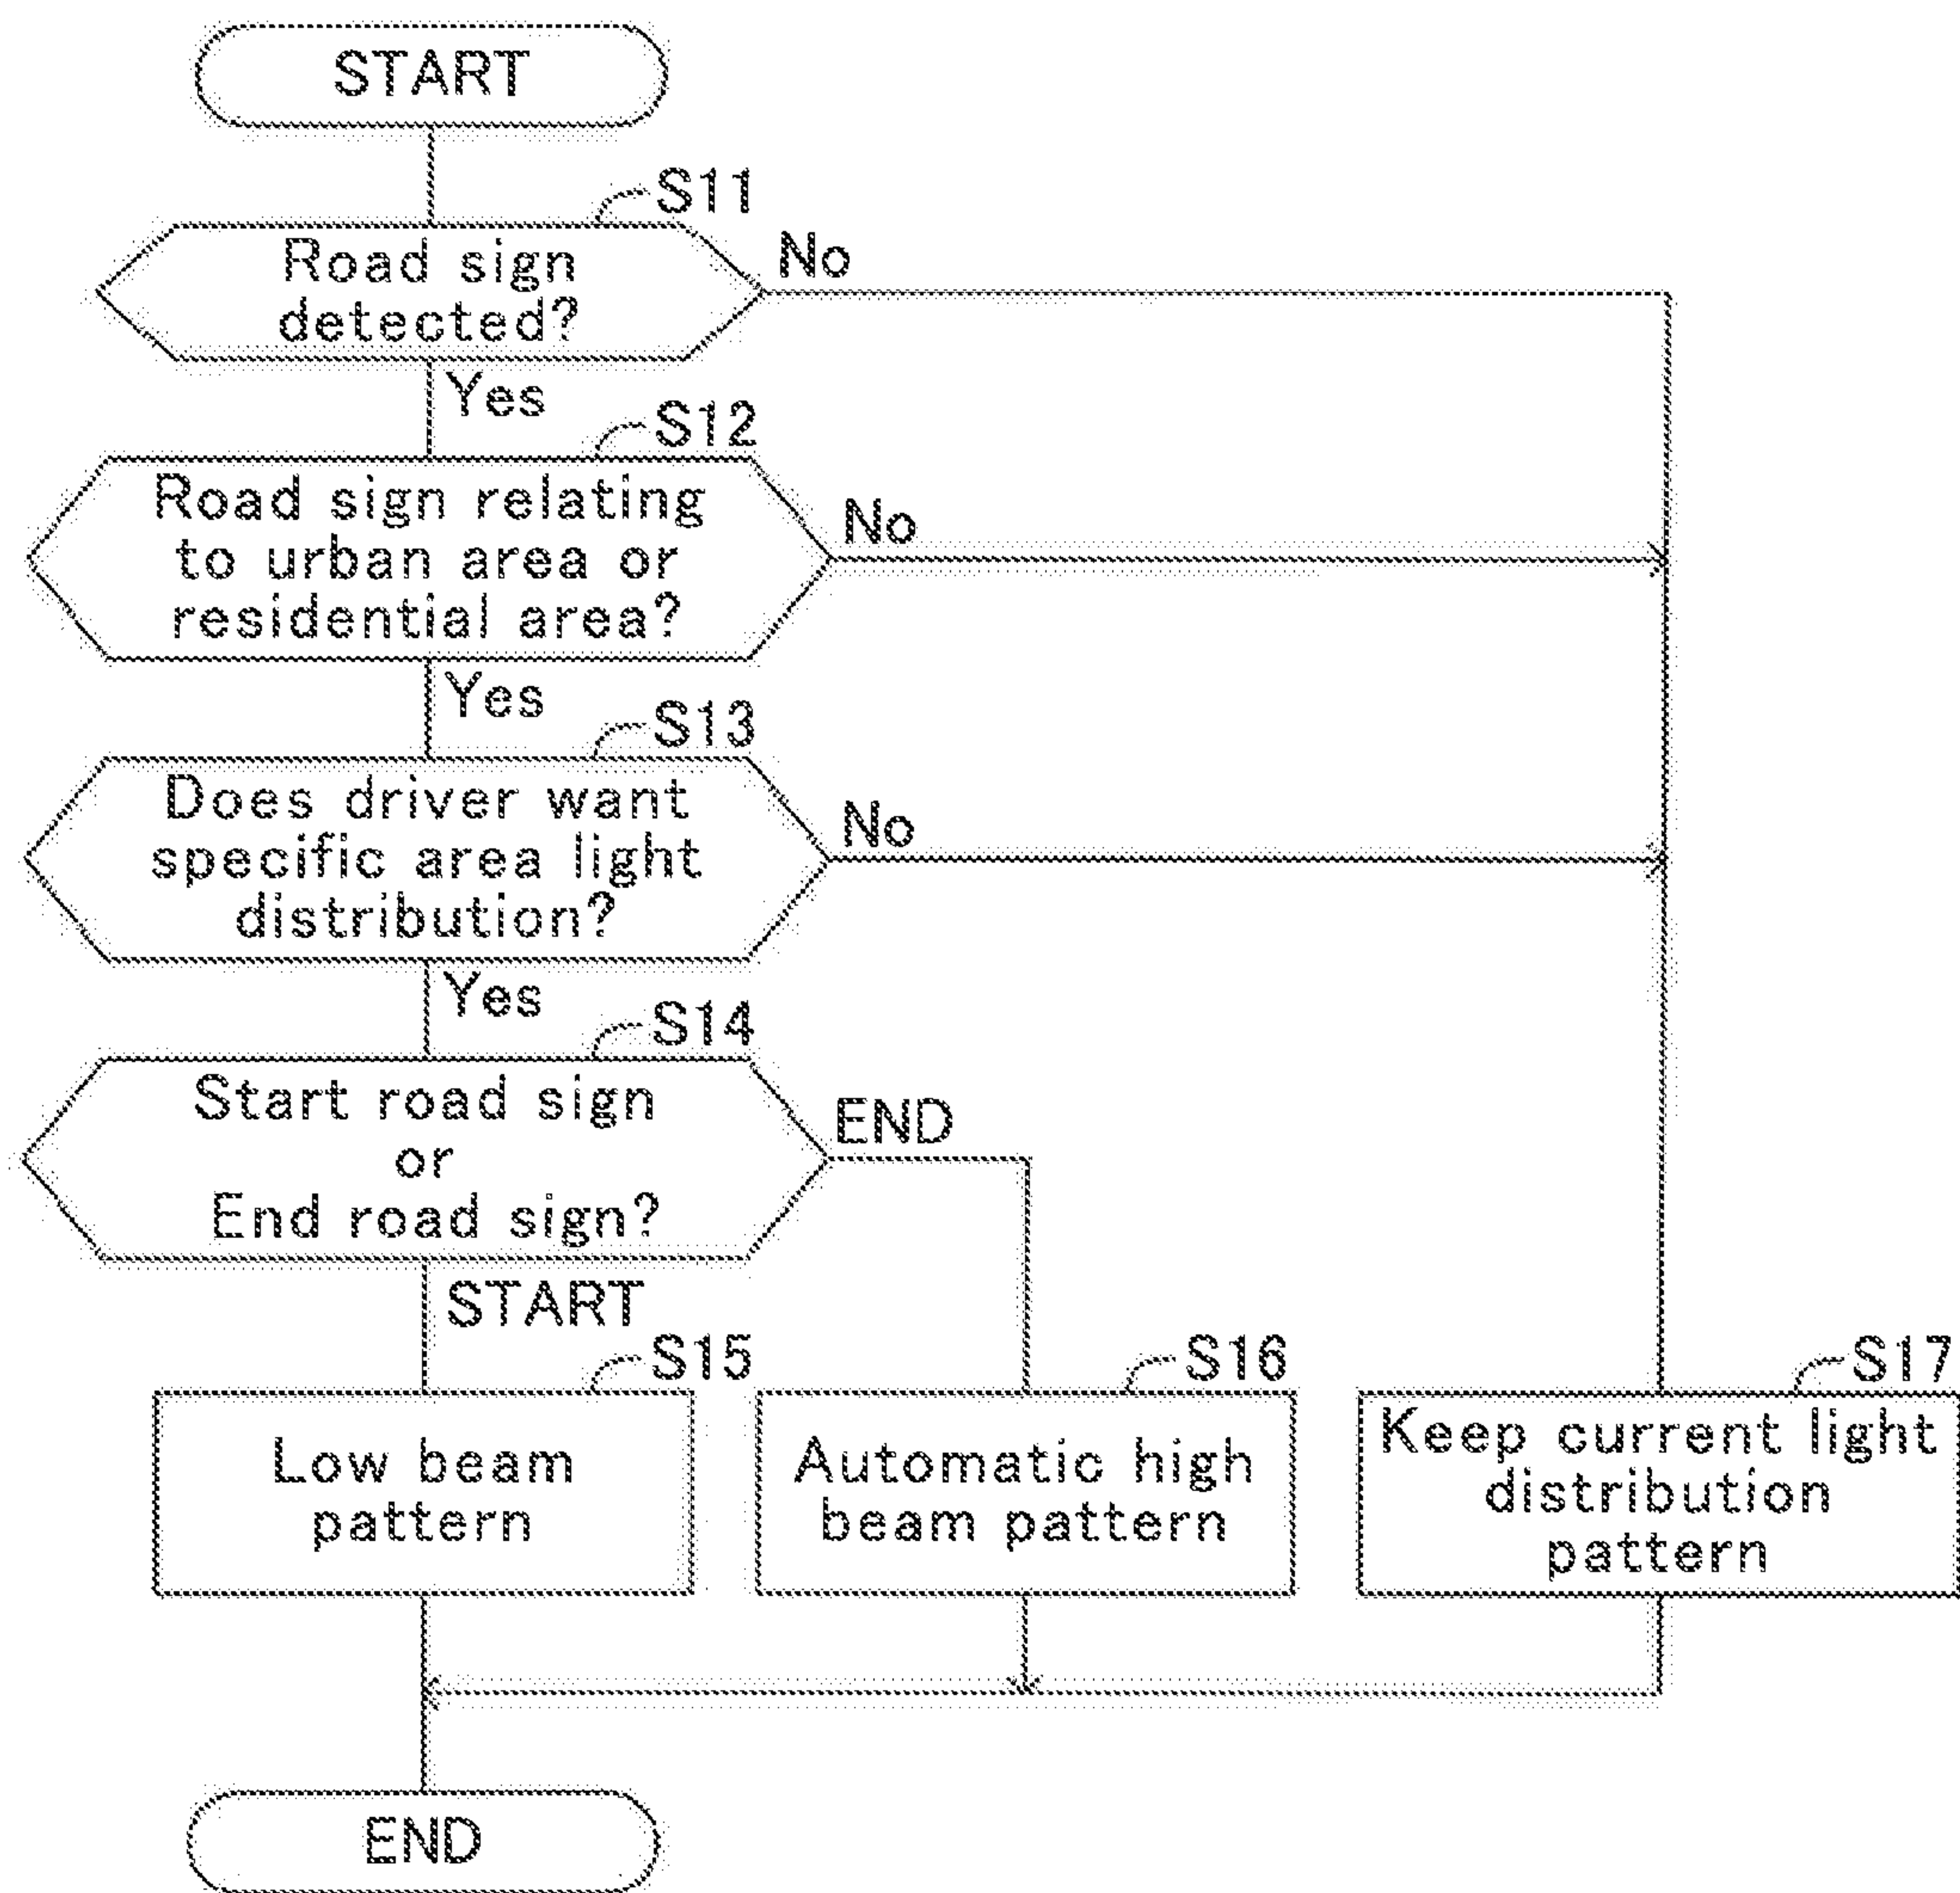 START
S11
Road sign
detected?
No
Yes
S12
Road sign relating
to urban area or
residential area?
No
Yes
S13
Does driver want
specific area light
distribution?
No
Yes
S14
Start road sign
or
End road sign?
END
START
S15
Low beam
pattern
S16
Automatic high
beam pattern
S17
Keep current light
distribution
pattern
END